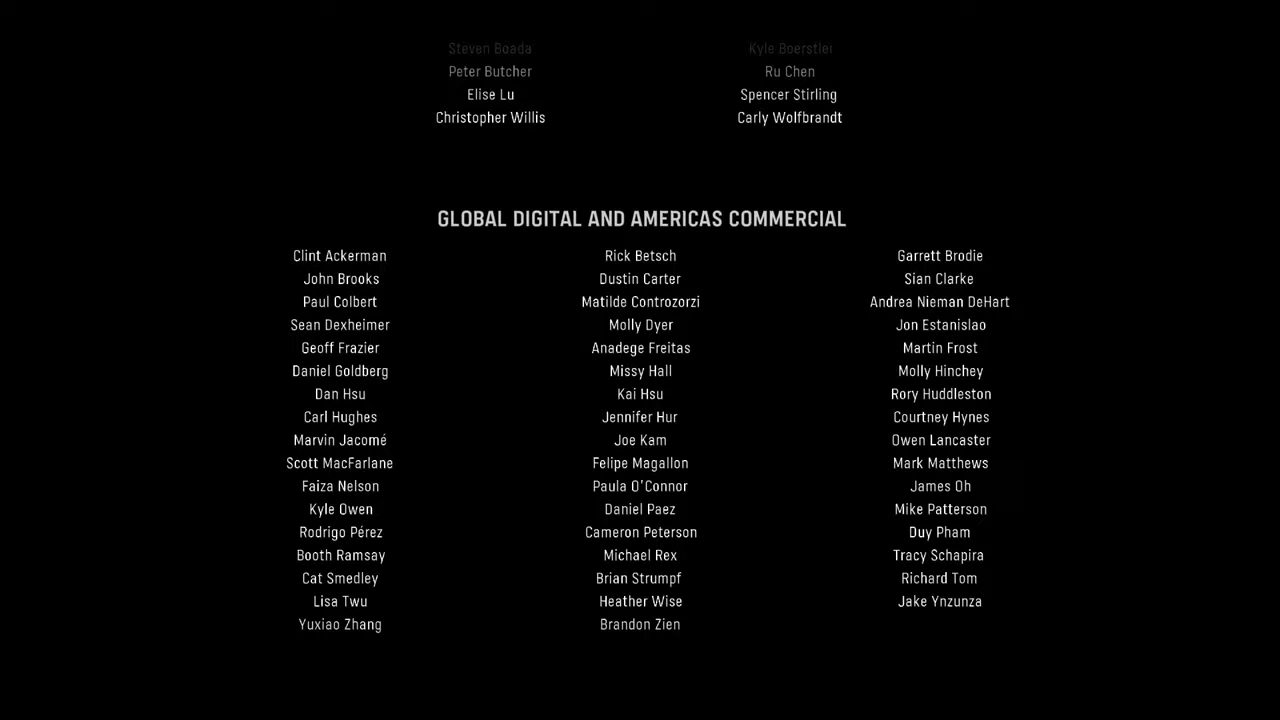 Steven Boada Kyle Boerstler
Peter Butcher Ru Chen
Elise Lu Spencer Stirling
Christopher Willis Carly Wolfbrandt
GLOBAL DIGITAL AND AMERICAS COMMERCIAL
Clint Ackerman Rick Betsch Garrett Brodie
John Brooks Dustin Carter Sian Clarke
Paul Colbert Matilde Controzorzi Andrea Nieman DeHart
Sean Dexheimer Molly Dyer Jon Estanislao
Geoff Frazier Anadege Freitas Martin Frost
Daniel Goldberg Missy Hall Molly Hinchey
Dan Hsu Kai Hsu Rory Huddleston
Carl Hughes Jennifer Hur Courtney Hynes
Marvin Jacomé Joe Kam Owen Lancaster
Scott MacFarlane Felipe Magallon Mark Matthews
Faiza Nelson Paula O'Connor James Oh
Kyle Owen Daniel Paez Mike Patterson
Rodrigo Pérez Cameron Peterson Duy Pham
Booth Ramsay Michael Rex Tracy Schapira
Cat Smedley Brian Strumpf Richard Tom
Lisa Twu Heather Wise Jake Ynzunza
Yuxiao Zhang Brandon Zien